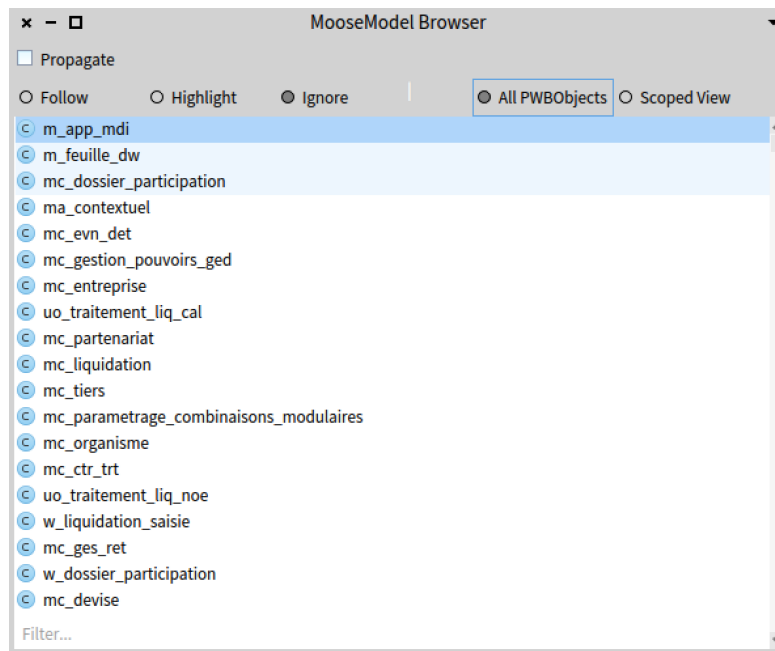 MooseModel Browser
Propagate
Follow Highlight Ignore All PWBObjects Scoped View
C m_app_mdi
C m_feuille_dw
C mc_dossier_participation
C ma_contextuel
C mc_evn_det
C mc_gestion_pouvoirs_ged
C mc_entreprise
C uo_traitement_liq_cal
C mc_partenariat
C mc_liquidation
C mc_tiers
C mc_parametrage_combinaisons_modulaires
C mc_organisme
C mc_ctr_trt
C uo_traitement_liq_noe
C w_liquidation_saisie
C mc_ges_ret
C w_dossier_participation
C mc_devise
Filter...